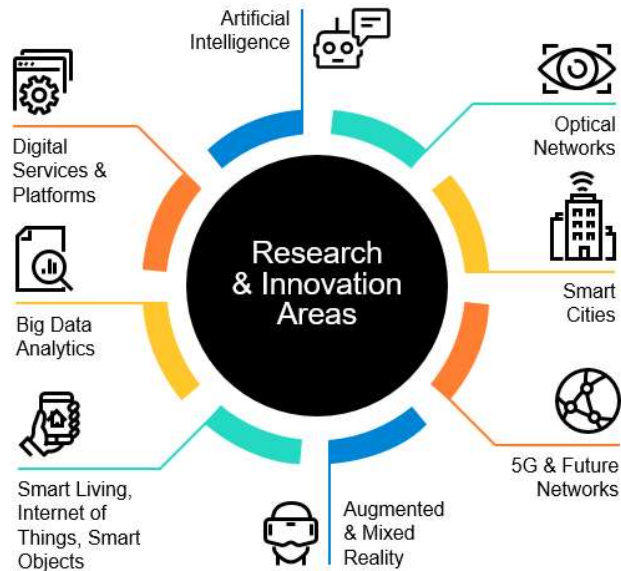 Artificial
Intelligence
Optical
Networks
Digital
Services &
Platforms
Research
& Innovation
Areas
Smart
Cities
Big Data
Analytics
5G & Future
Networks
Smart Living,
Internet of
Things, Smart
Objects
Augmented
& Mixed
Reality